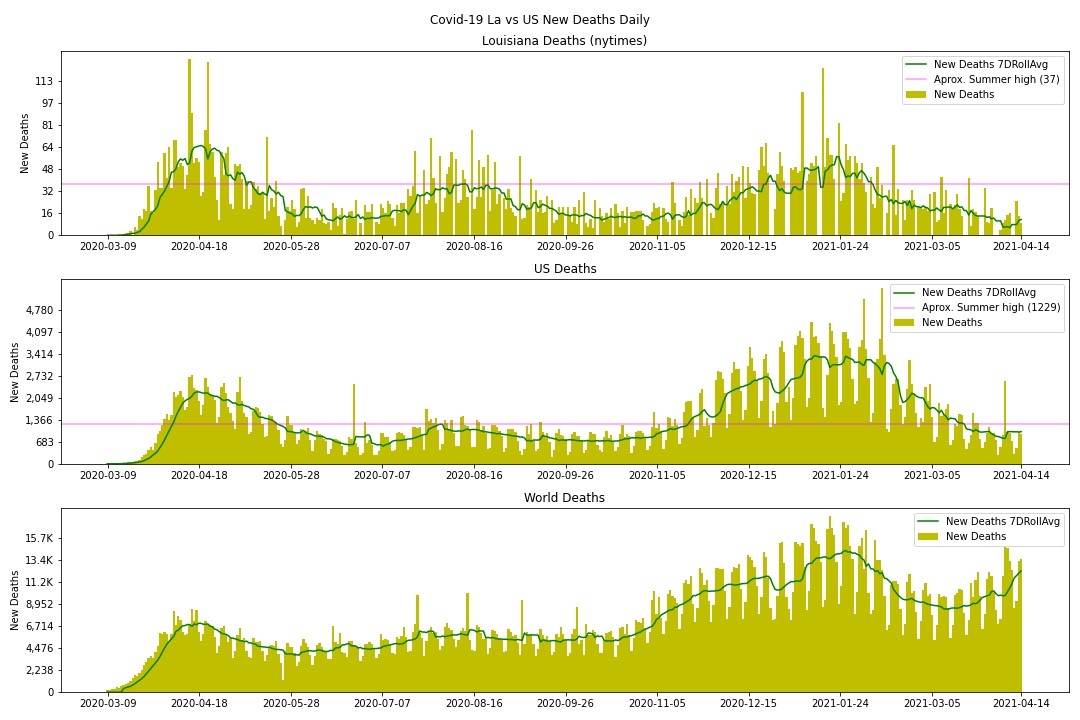 Covid-19 La vs US New Deaths Daily
Louisiana Deaths (nytimes)
New Deaths 7DRollAvg
Aprox. Summer high (37)
New Deaths
New Deaths
113
97
81
64
48
32
16
0
2020-03-09 2020-04-18 2020-05-28 2020-07-07 2020-08-16 2020-09-26 2020-11-05 2020-12-15 2021-01-24 2021-03-05 2021-04-14
US Deaths
New Deaths 7DRollAvg
Aprox. Summer high (1229)
New Deaths
New Deaths
4,780
4,097
3,414
2,732
2,049
1,366
683
0
2020-03-09 2020-04-18 2020-05-28 2020-07-07 2020-08-16 2020-09-26 2020-11-05 2020-12-15 2021-01-24 2021-03-05 2021-04-14
World Deaths
New Deaths 7DRollAvg
New Deaths
New Deaths
15.7K
13.4K
11.2K
8,952
6,714
4,476
2,238
0
2020-03-09 2020-04-18 2020-05-28 2020-07-07 2020-08-16 2020-09-26 2020-11-05 2020-12-15 2021-01-24 2021-03-05 2021-04-14